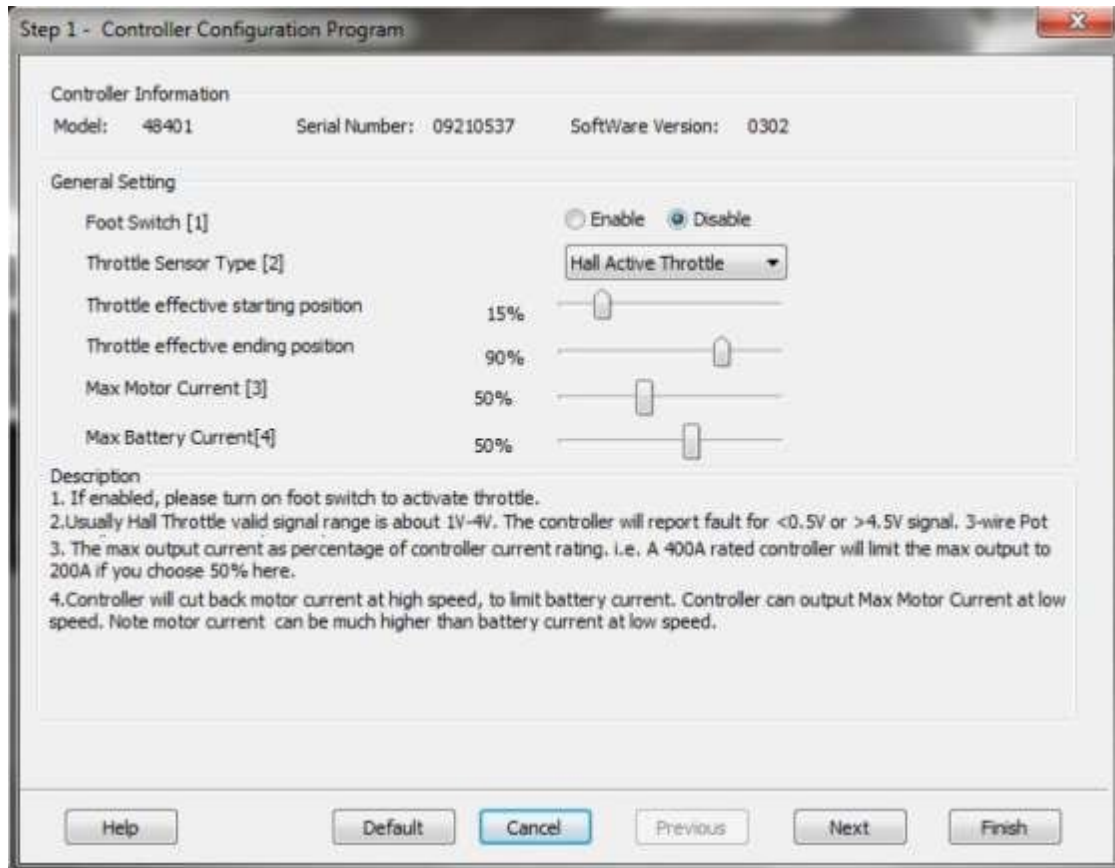 Step 1 - Controller Configuration Program
Controller Information
Model: 48401 Serial Number: 09210537 SoftWare Version: 0302
General Setting
Foot Switch [1] Enable Disable
Throttle Sensor Type [2] Hall Active Throttle
Throttle effective starting position 15%
Throttle effective ending position 90%
Max Motor Current [3] 50%
Max Battery Current[4] 50%
Description
1. If enabled, please turn on foot switch to activate throttle.
2.Usually Hall Throttle valid signal range is about 1V-4V. The controller will report fault for <0.5V or >4.5V signal. 3-wire Pot
3. The max output current as percentage of controller current rating. i.e. A 400A rated controller will limit the max output to
200A if you choose 50% here.
4.Controller will cut back motor current at high speed, to limit battery current. Controller can output Max Motor Current at low
speed. Note motor current can be much higher than battery current at low speed.
Help Default Cancel Previous Next Finish